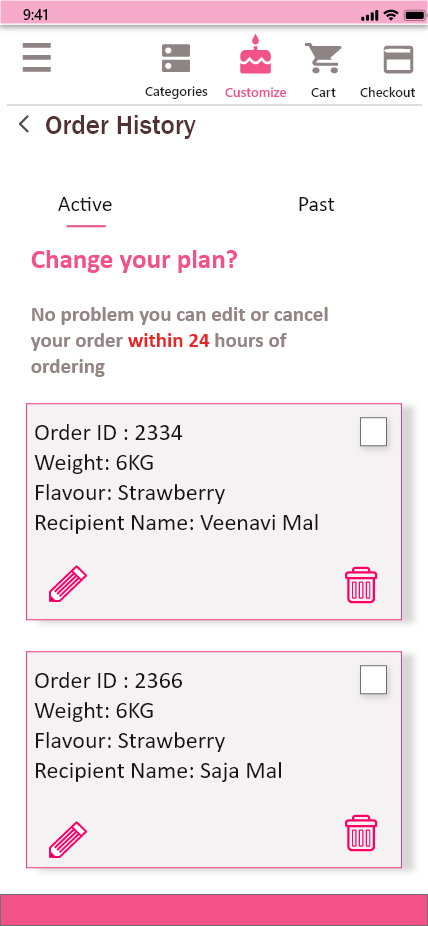 9:41
Categories Customize Cart Checkout
Order History
Active Past
Change your plan?
No problem you can edit or cancel
your order within 24 hours of
ordering
Order ID : 2334
Weight: 6KG
Flavour: Strawberry
Recipient Name: Veenavi Mal
Order ID : 2366
Weight: 6KG
Flavour: Strawberry
Recipient Name: Saja Mal